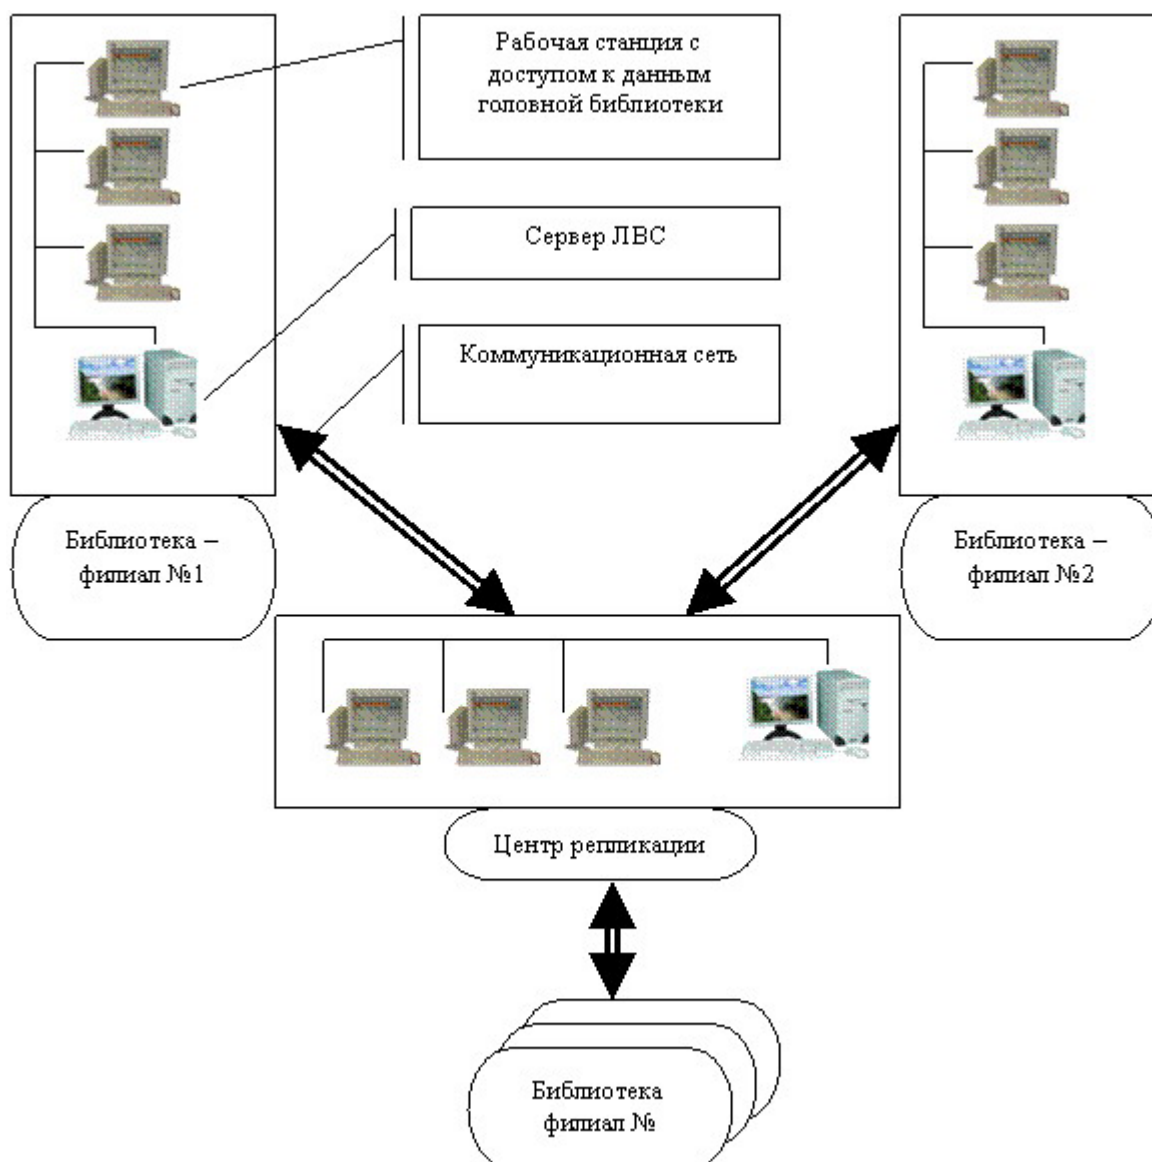 Рабочая станция с
доступом к данным
головной библиотеки
Сервер ЛВС
Коммуникационная сеть
Библиотека –
филиал №1
Библиотека –
филиал №2
Центр репликации
Библиотека
филиал №